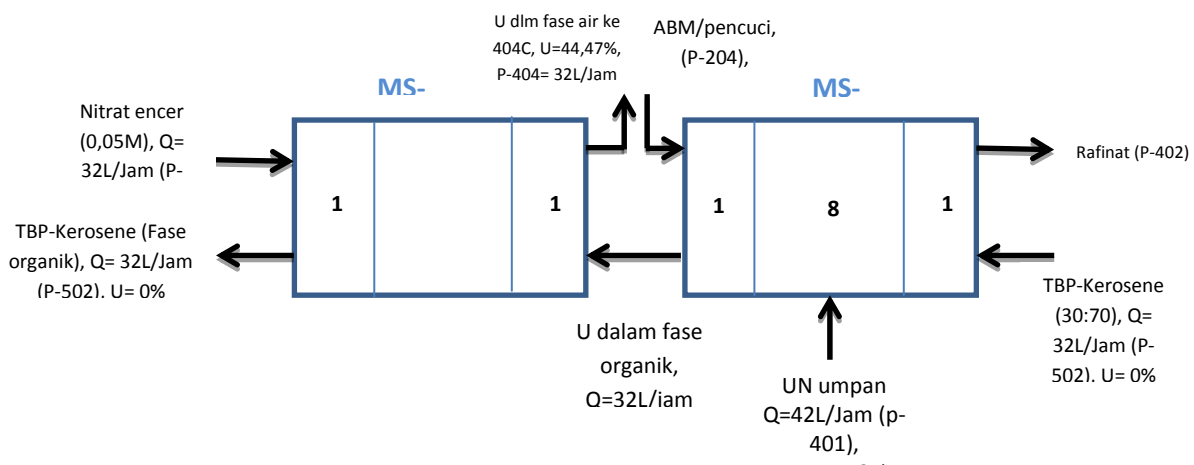 U dlm fase air ke
404C, U=44,47%,
P-404= 32L/Jam
ABM/pencuci,
(P-204),
MS-
MS-
Nitrat encer
(0,05M), Q=
32L/Jam (P-
TBP-Kerosene (Fase
organik), Q= 32L/Jam
(P-502). U= 0%
1
1
1
8
1
Rafinat (P-402)
TBP-Kerosene
(30:70), Q=
32L/Jam (P-
502). U= 0%
U dalam fase
organik,
Q=32L/jam
UN umpan
Q=42L/Jam (p-
401),